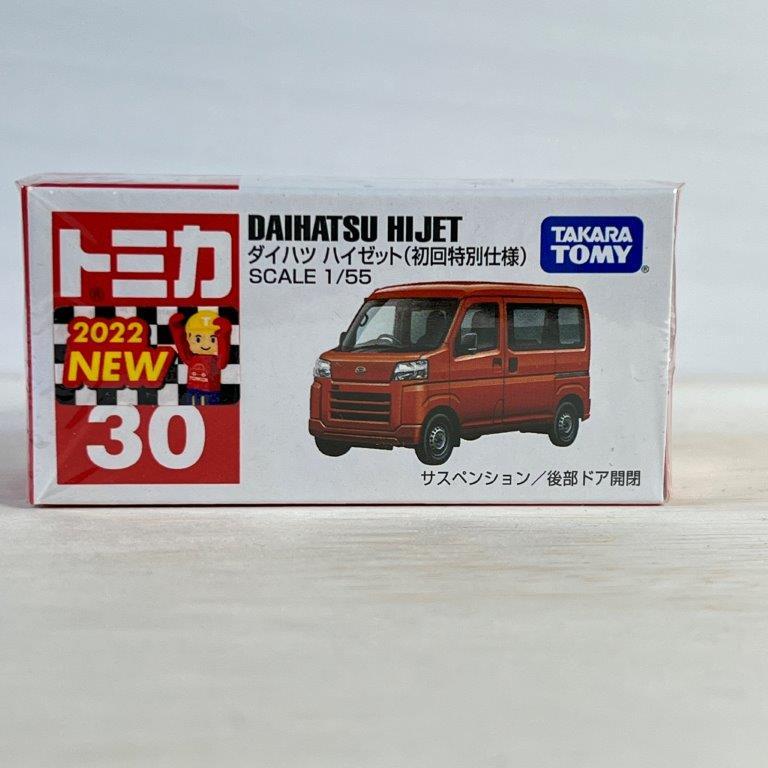 トミカ
®
2022
NEW
30
DAIHATSU HIJET
ダイハツ ハイゼット(初回特別仕様)
SCALE 1/55
TAKARA
TOMY
®
サスペンション/後部ドア開閉